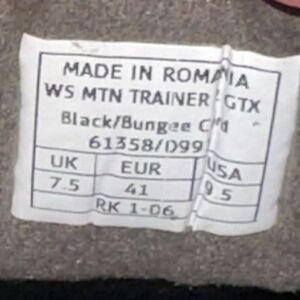 MADE IN ROMANIA
WS MTN TRAINER GTX
Black/Bungee C'd
61358/D99
UK EUR USA
7.5 41 9.5
RK 1-06